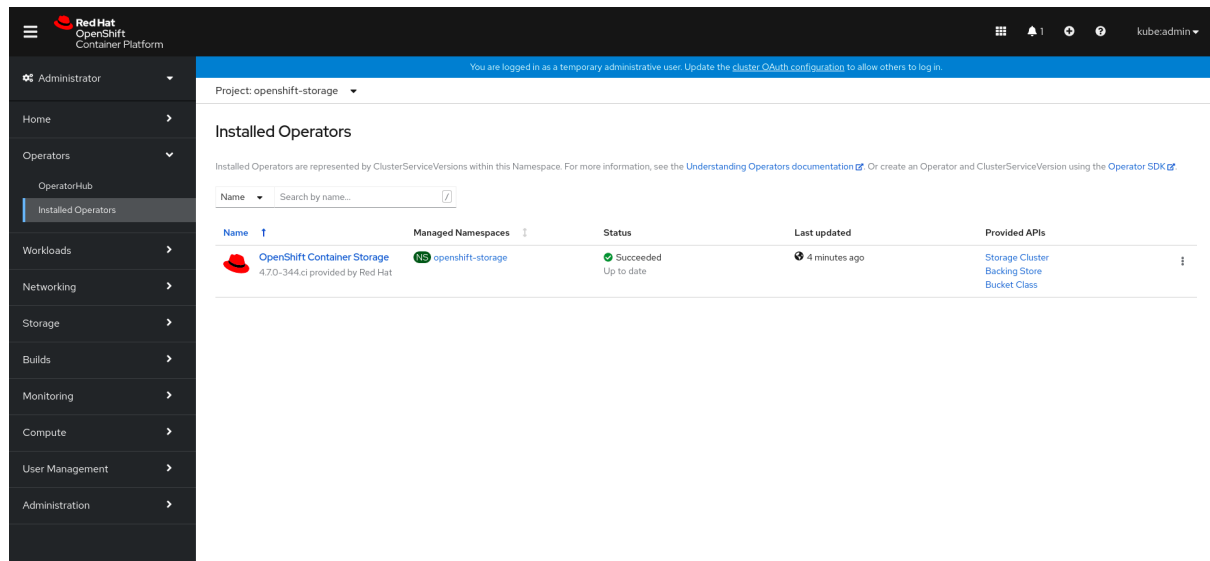 Red Hat
OpenShift
Container Platform
1
kube:admin
Administrator
You are logged in as a temporary administrative user. Update the cluster OAuth configuration to allow others to log in.
Project: openshift-storage
Home
Operators
OperatorHub
Installed Operators
Workloads
Networking
Storage
Builds
Monitoring
Compute
User Management
Administration
Installed Operators
Installed Operators are represented by ClusterServiceVersions within this Namespace. For more information, see the Understanding Operators documentation. Or create an Operator and ClusterServiceVersion using the Operator SDK.
Name Search by name... /
Name Managed Namespaces Status Last updated Provided APIs
OpenShift Container Storage NS openshift-storage Succeeded 4 minutes ago Storage Cluster
4.7.0-344.ci provided by Red Hat Up to date Backing Store
Bucket Class